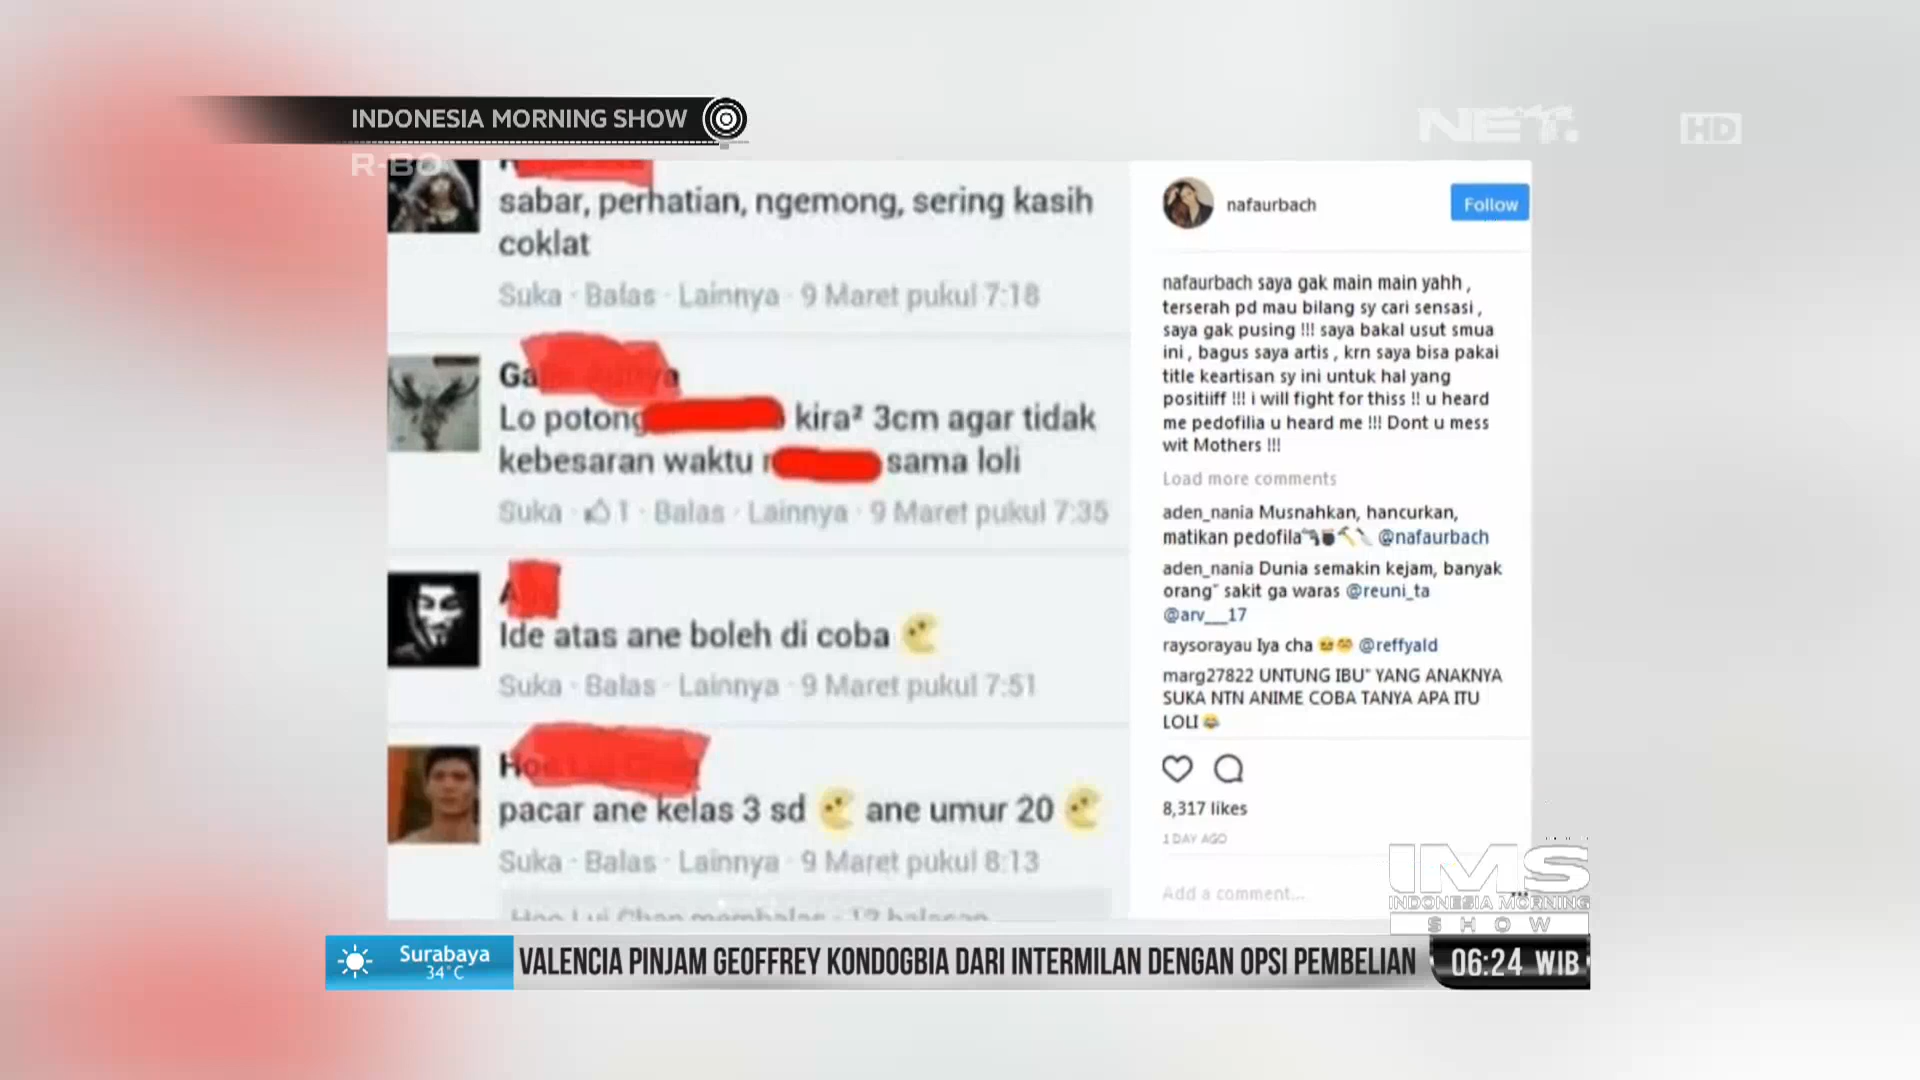 INDONESIA MORNING SHOW
NET.
HD
R-BO
sabar, perhatian, ngemong, sering kasih
coklat
Suka · Balas · Lainnya · 9 Maret pukul 7:18
Ga
Lo potong kira² 3cm agar tidak
kebesaran waktu sama loli
Suka · 1 · Balas · Lainnya · 9 Maret pukul 7:35
A
Ide atas ane boleh di coba
Suka · Balas · Lainnya · 9 Maret pukul 7:51
pacar ane kelas 3 sd ane umur 20
Suka · Balas · Lainnya · 9 Maret pukul 8:13
nafaurbach
Follow
nafaurbach saya gak main main yahh ,
terserah pd mau bilang sy cari sensasi ,
saya gak pusing !!! saya bakal usut smua
ini , bagus saya artis , krn saya bisa pakai
title keartisan sy ini untuk hal yang
positiiff !!! i will fight for thiss !! u heard
me pedofilia u heard me !!! Dont u mess
wit Mothers !!!
Load more comments
aden_nania Musnahkan, hancurkan,
matikan pedofila @nafaurbach
aden_nania Dunia semakin kejam, banyak
orang" sakit ga waras @reuni_ta
@arv___17
raysorayau Iya cha @reffyald
marg27822 UNTUNG IBU" YANG ANAKNYA
SUKA NTN ANIME COBA TANYA APA ITU
LOLI
8,317 likes
1 DAY AGO
Add a comment...
IMS
INDONESIA MORNING
SHOW
Surabaya
34°C
VALENCIA PINJAM GEOFFREY KONDOGBIA DARI INTERMILAN DENGAN OPSI PEMBELIAN
06:24 WIB